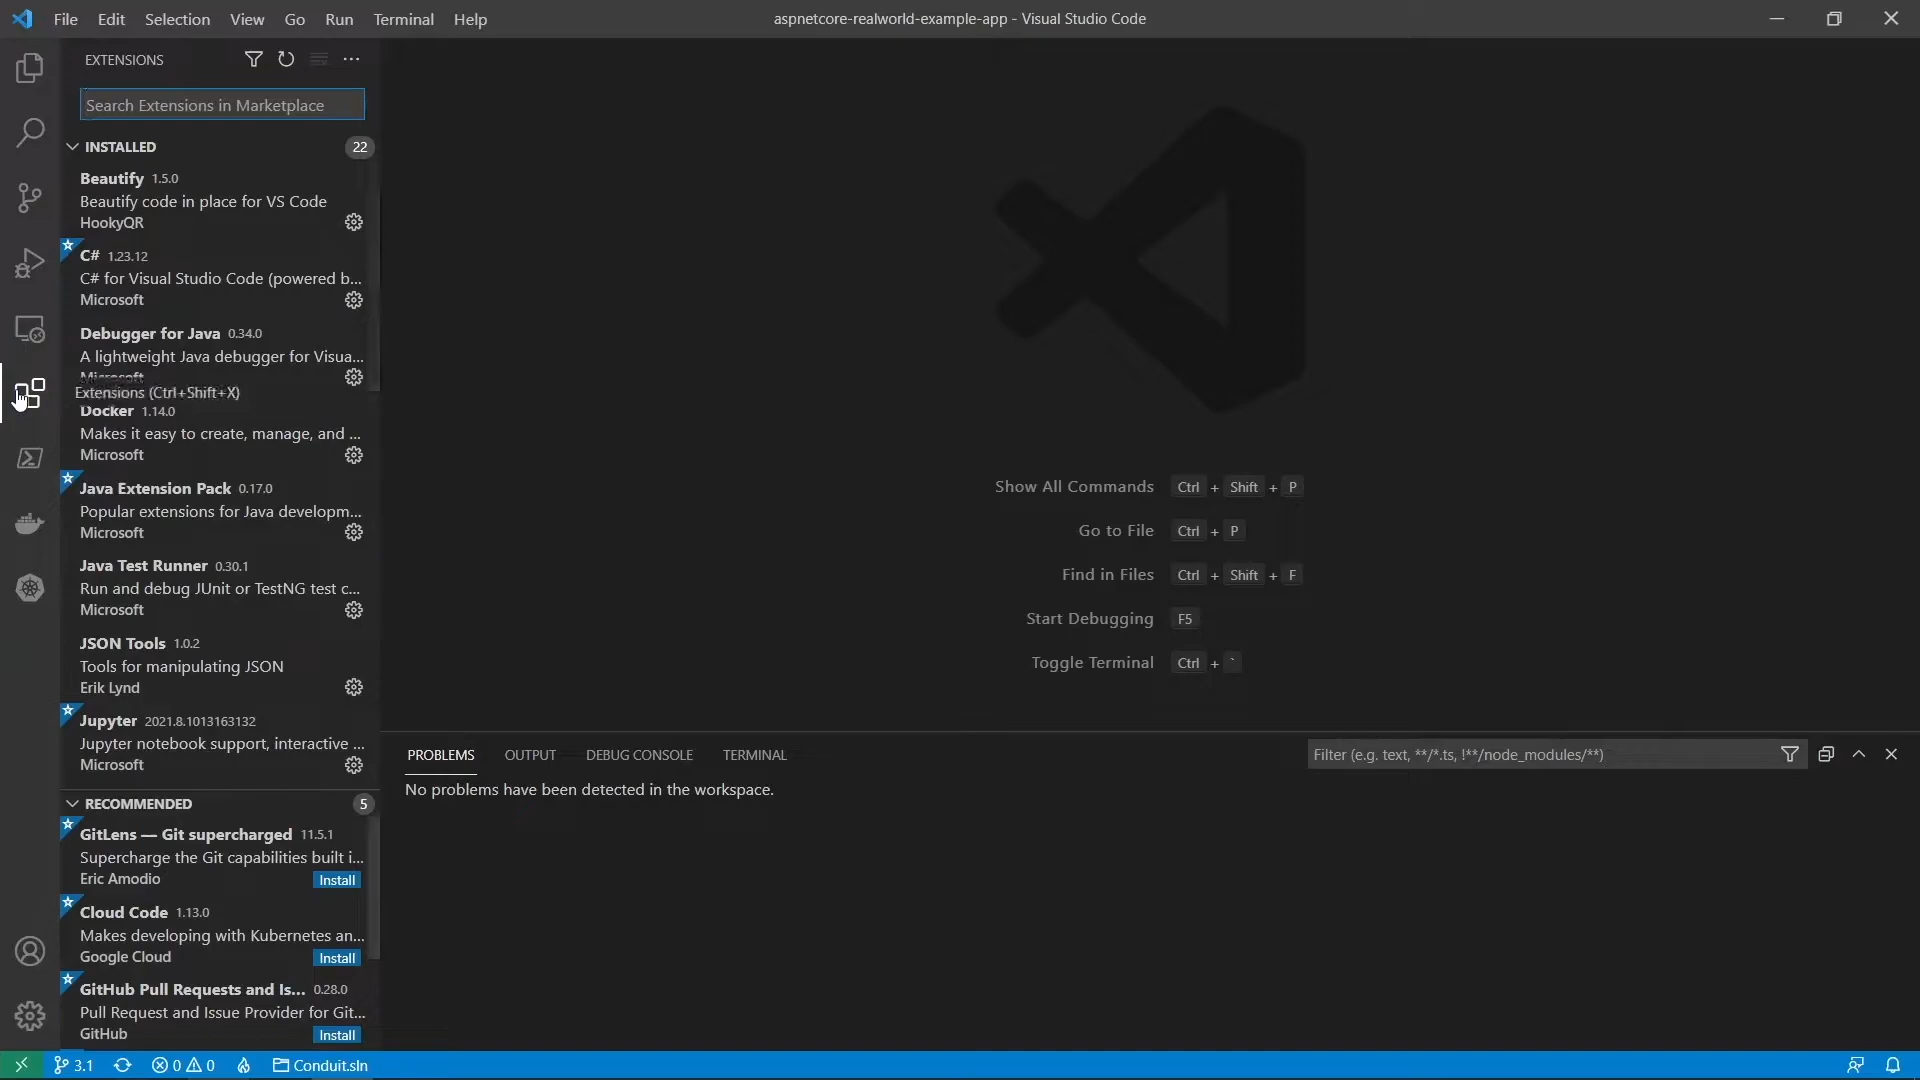 File Edit Selection View Go Run Terminal Help
aspnetcore-realworld-example-app - Visual Studio Code
EXTENSIONS
Search Extensions in Marketplace
INSTALLED 22
Beautify 1.5.0
Beautify code in place for VS Code
HookyQR
C# 1.23.12
C# for Visual Studio Code (powered b...
Microsoft
Debugger for Java 0.34.0
A lightweight Java debugger for Visua...
Microsoft
Extensions (Ctrl+Shift+X)
Docker 1.14.0
Makes it easy to create, manage, and ...
Microsoft
Java Extension Pack 0.17.0
Popular extensions for Java developm...
Microsoft
Java Test Runner 0.30.1
Run and debug JUnit or TestNG test c...
Microsoft
JSON Tools 1.0.2
Tools for manipulating JSON
Erik Lynd
Jupyter 2021.8.1013163132
Jupyter notebook support, interactive ...
Microsoft
RECOMMENDED 5
GitLens — Git supercharged 11.5.1
Supercharge the Git capabilities built i...
Eric Amodio Install
Cloud Code 1.13.0
Makes developing with Kubernetes an...
Google Cloud Install
GitHub Pull Requests and Is... 0.28.0
Pull Request and Issue Provider for Git...
GitHub Install
Show All Commands Ctrl + Shift + P
Go to File Ctrl + P
Find in Files Ctrl + Shift + F
Start Debugging F5
Toggle Terminal Ctrl + `
PROBLEMS OUTPUT DEBUG CONSOLE TERMINAL
Filter (e.g. text, **/*.ts, !**/node_modules/**)
No problems have been detected in the workspace.
3.1 0 0 Conduit.sln